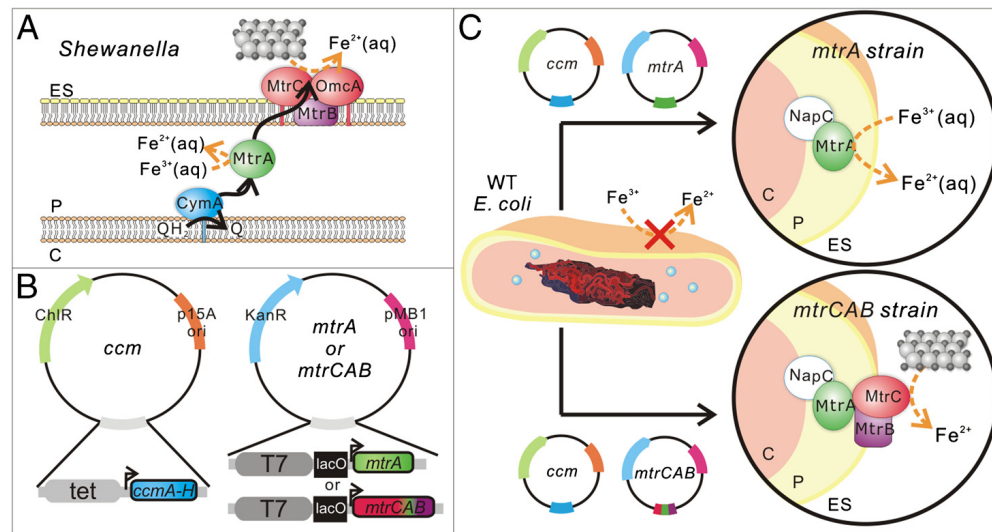 A
Shewanella
Fe²⁺(aq)
ES
MtrC
OmcA
MtrB
Fe²⁺(aq)
Fe³⁺(aq)
MtrA
P
CymA
QH₂
Q
C
B
ChlR
p15A
ori
ccm
tet
ccmA-H
KanR
pMB1
ori
mtrA
or
mtrCAB
T7
lacO
mtrA
or
T7
lacO
mtrCAB
C
ccm
mtrA
WT
E. coli
Fe³⁺
Fe²⁺
ccm
mtrCAB
mtrA strain
NapC
MtrA
Fe³⁺(aq)
Fe²⁺(aq)
C
P
ES
mtrCAB strain
NapC
MtrA
MtrC
MtrB
Fe²⁺
C
P
ES